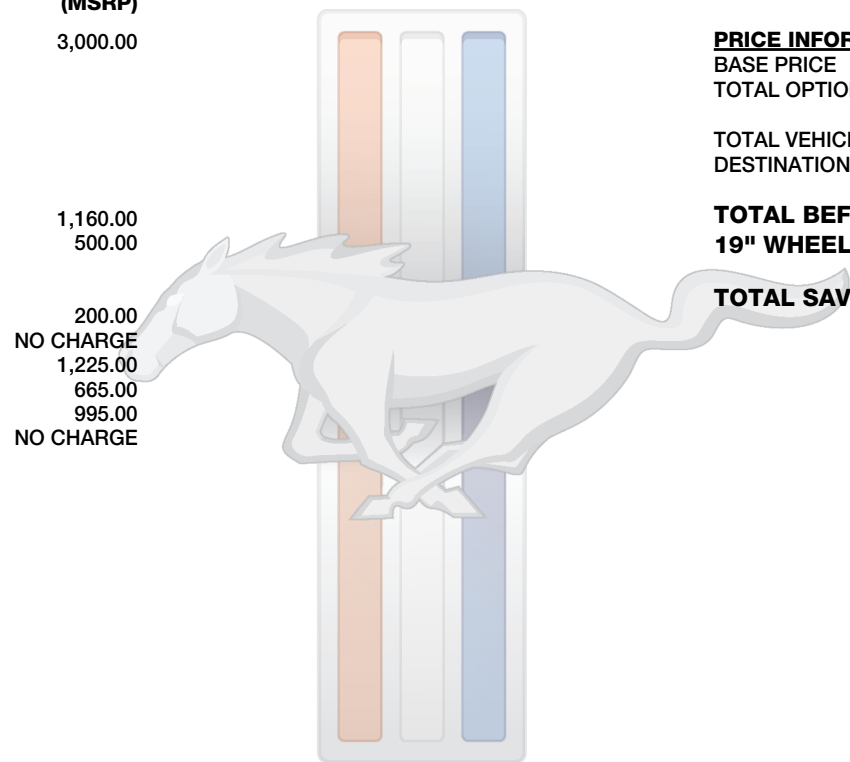 (MSRP)
3,000.00
1,160.00
500.00
200.00
NO CHARGE
1,225.00
665.00
995.00
NO CHARGE
PRICE INFOR
BASE PRICE
TOTAL OPTIO
TOTAL VEHIC
DESTINATION
TOTAL BEF
19" WHEEL
TOTAL SAV